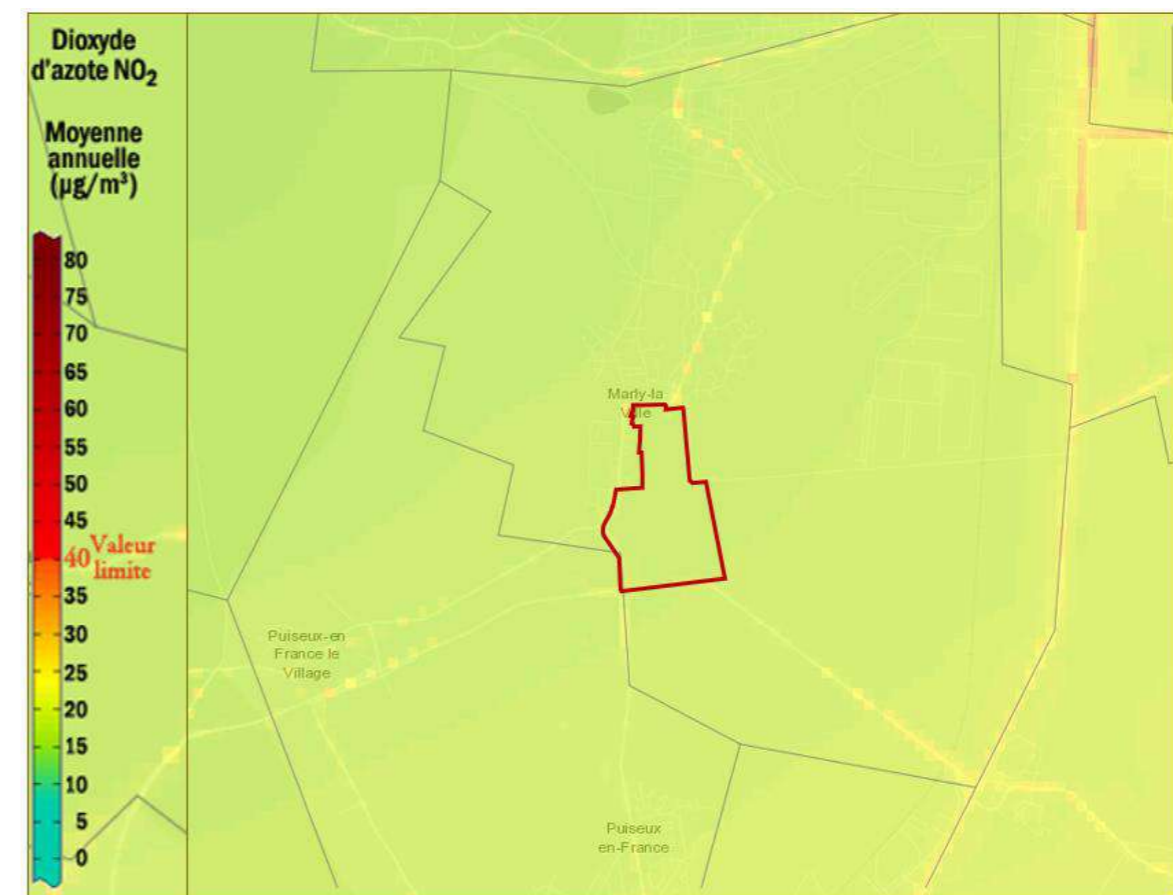 Dioxyde
d'azote NO₂
Moyenne
annuelle
(µg/m³)
80
75
70
65
60
55
50
45
40 Valeur
limite
35
30
25
20
15
10
5
0
Marly-la
Ville
Puiseux-en
France le
Village
Puiseux
en-France